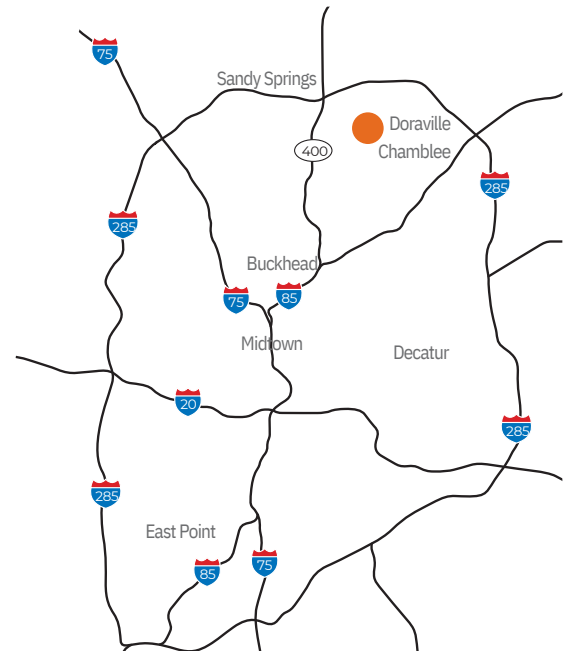 75
Sandy Springs
Doraville
400
Chamblee
285
285
Buckhead
75
85
Midtown
Decatur
20
285
285
East Point
85
75